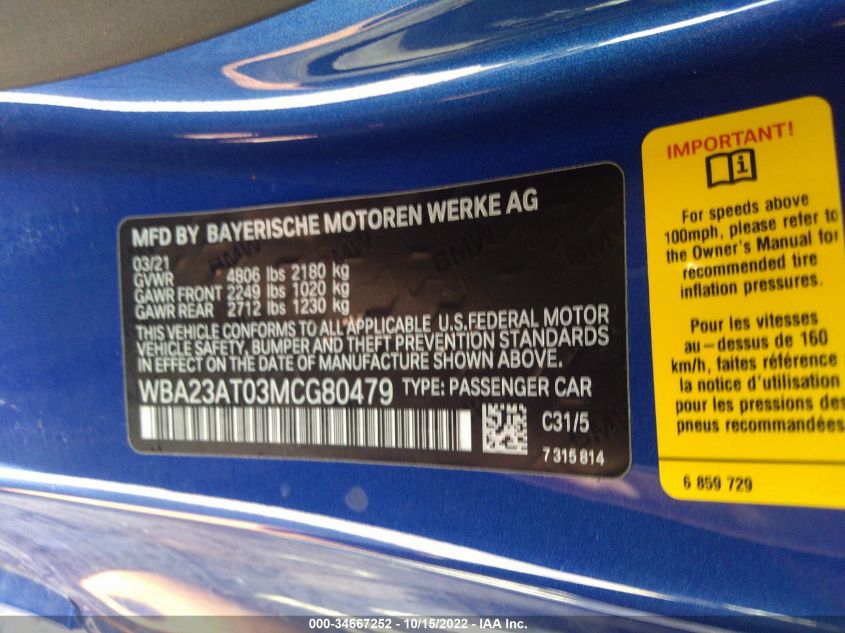 MFD BY BAYERISCHE MOTOREN WERKE AG
03/21
GVWR 4806 lbs 2180 kg
GAWR FRONT 2249 lbs 1020 kg
GAWR REAR 2712 lbs 1230 kg
THIS VEHICLE CONFORMS TO ALL APPLICABLE U.S.FEDERAL MOTOR
VEHICLE SAFETY, BUMPER AND THEFT PREVENTION STANDARDS
IN EFFECT ON THE DATE OF MANUFACTURE SHOWN ABOVE.
WBA23AT03MCG80479 TYPE: PASSENGER CAR
C31/5
7 315 814
IMPORTANT!
i
For speeds above
100mph, please refer to
the Owner's Manual for
recommended tire
inflation pressures.
Pour les vitesses
au-dessus de 160
km/h, faites référence
la notice d'utilisation
pour les pressions des
pneus recommandées
6 859 729
000-34667252 - 10/15/2022 - IAA Inc.